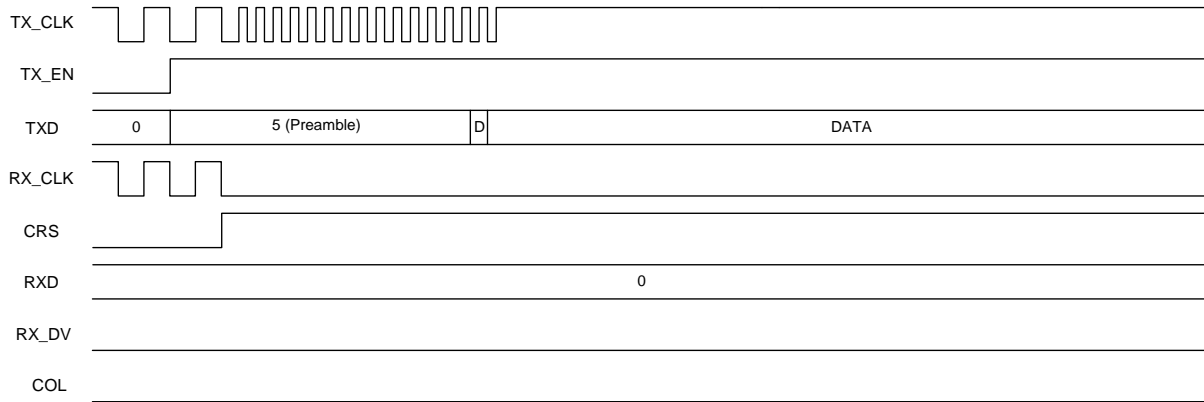 TX_CLK
TX_EN
TXD 0 5 (Preamble) D DATA
RX_CLK
CRS
RXD 0
RX_DV
COL